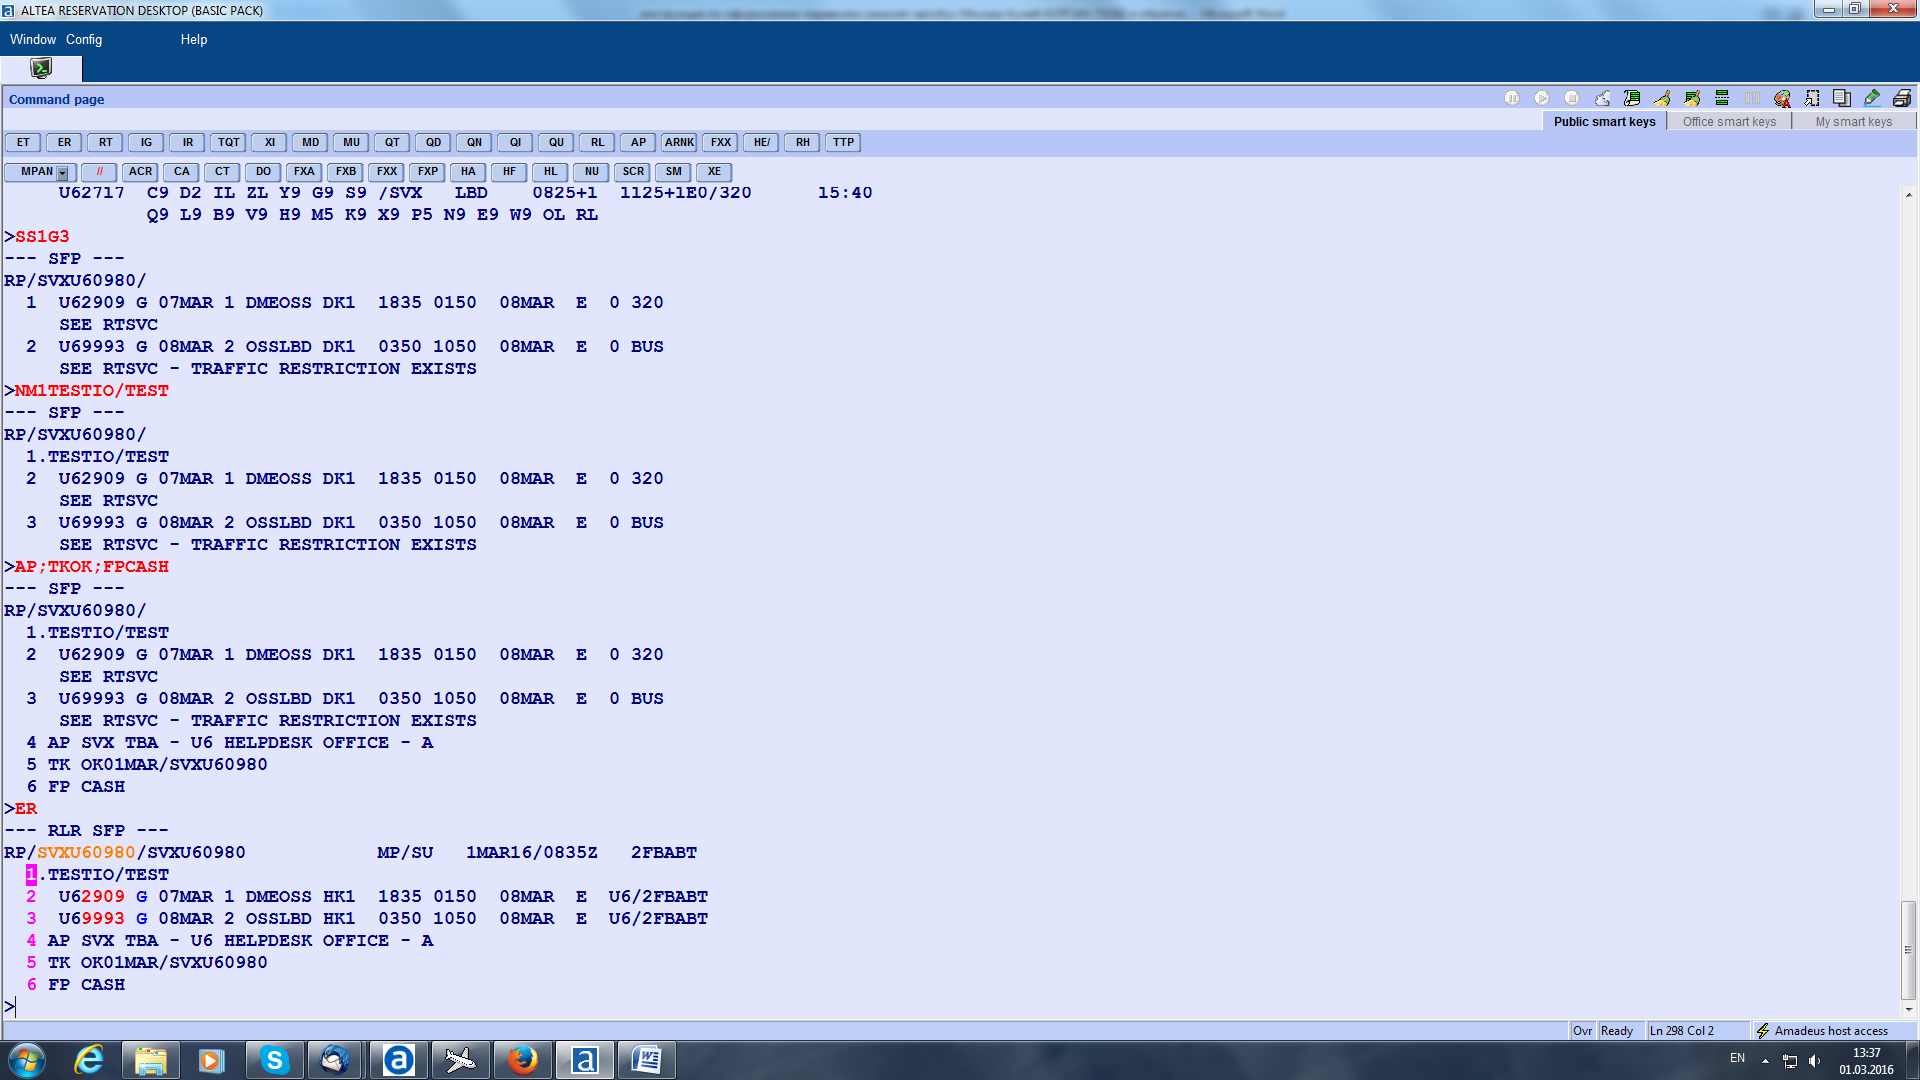 ALTEA RESERVATION DESKTOP (BASIC PACK)
Window Config Help
Command page
Public smart keys Office smart keys My smart keys
ET ER RT IG IR TQT XI MD MU QT QD QN QI QU RL AP ARNK FXX HE/ RH TTP
MPAN // ACR CA CT DO FXA FXB FXX FXP HA HF HL NU SCR SM XE
U62717 C9 D2 IL ZL Y9 G9 S9 /SVX LBD 0825+1 1125+1E0/320 15:40
Q9 L9 B9 V9 H9 M5 K9 X9 P5 N9 E9 W9 OL RL
>SS1G3
--- SFP ---
RP/SVXU60980/
1 U62909 G 07MAR 1 DMEOSS DK1 1835 0150 08MAR E 0 320
SEE RTSVC
2 U69993 G 08MAR 2 OSSLBD DK1 0350 1050 08MAR E 0 BUS
SEE RTSVC - TRAFFIC RESTRICTION EXISTS
>NM1TESTIO/TEST
--- SFP ---
RP/SVXU60980/
1.TESTIO/TEST
2 U62909 G 07MAR 1 DMEOSS DK1 1835 0150 08MAR E 0 320
SEE RTSVC
3 U69993 G 08MAR 2 OSSLBD DK1 0350 1050 08MAR E 0 BUS
SEE RTSVC - TRAFFIC RESTRICTION EXISTS
>AP;TKOK;FPCASH
--- SFP ---
RP/SVXU60980/
1.TESTIO/TEST
2 U62909 G 07MAR 1 DMEOSS DK1 1835 0150 08MAR E 0 320
SEE RTSVC
3 U69993 G 08MAR 2 OSSLBD DK1 0350 1050 08MAR E 0 BUS
SEE RTSVC - TRAFFIC RESTRICTION EXISTS
4 AP SVX TBA - U6 HELPDESK OFFICE - A
5 TK OK01MAR/SVXU60980
6 FP CASH
>ER
--- RLR SFP ---
RP/SVXU60980/SVXU60980 MP/SU 1MAR16/0835Z 2FBABT
1.TESTIO/TEST
2 U62909 G 07MAR 1 DMEOSS HK1 1835 0150 08MAR E U6/2FBABT
3 U69993 G 08MAR 2 OSSLBD HK1 0350 1050 08MAR E U6/2FBABT
4 AP SVX TBA - U6 HELPDESK OFFICE - A
5 TK OK01MAR/SVXU60980
6 FP CASH
>
Ovr Ready Ln 298 Col 2 Amadeus host access
EN 13:37
01.03.2016